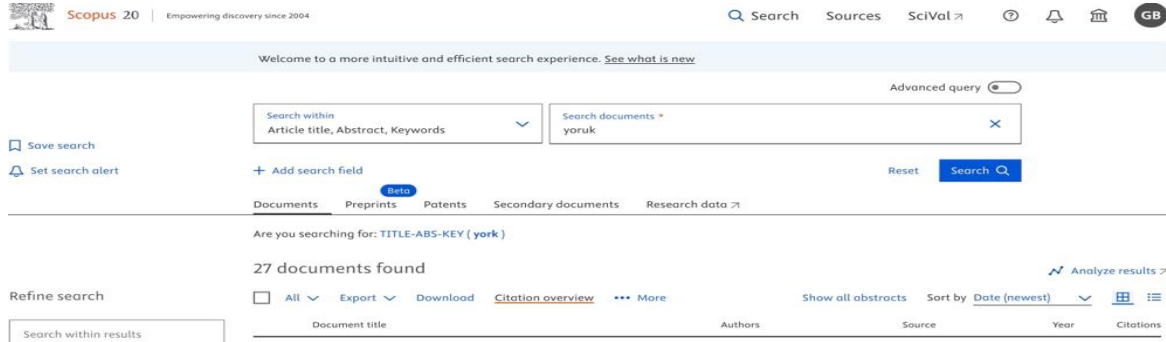 Scopus 20 Empowering discovery since 2004 Search Sources SciVal GB
Welcome to a more intuitive and efficient search experience. See what is new
Advanced query
Search within
Article title, Abstract, Keywords
Search documents *
yoruk
Save search
Set search alert
+ Add search field
Reset Search
Beta
Documents Preprints Patents Secondary documents Research data
Are you searching for: TITLE-ABS-KEY ( york )
27 documents found
Analyze results
Refine search
All Export Download Citation overview ••• More Show all abstracts Sort by Date (newest)
Search within results
Document title Authors Source Year Citations